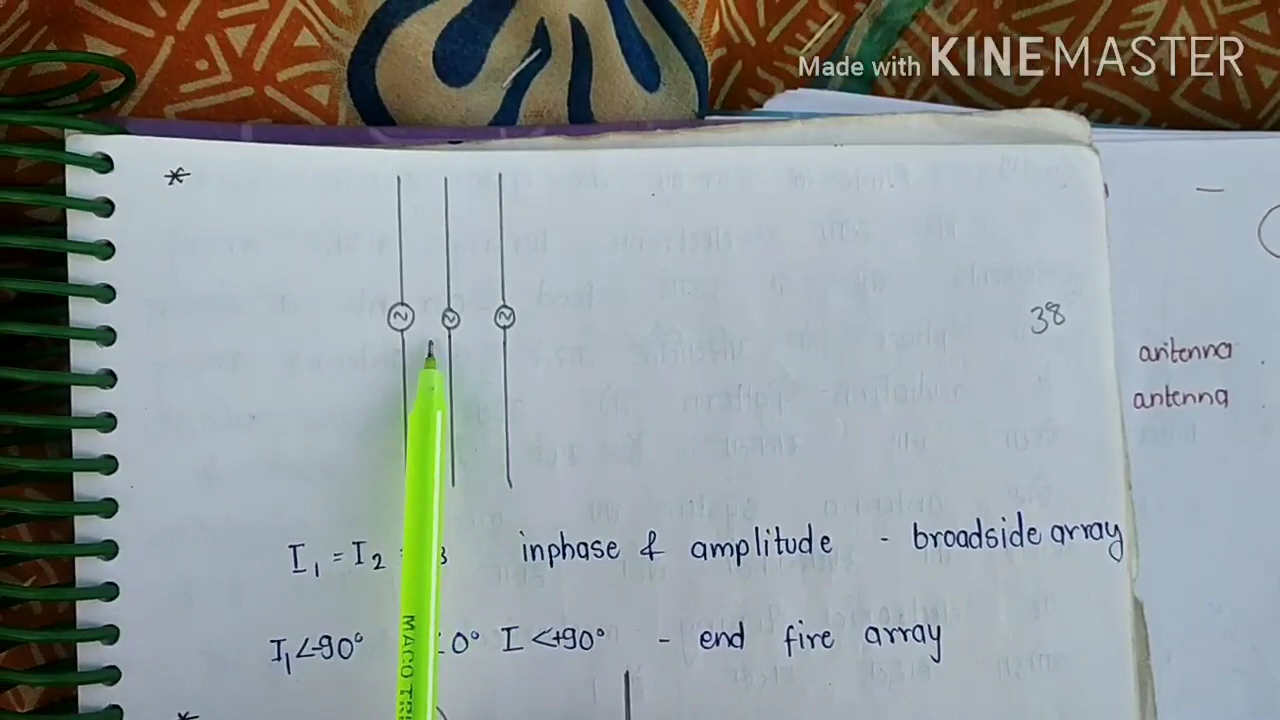 Made with KINEMASTER
*
38
antenna
antenna
I₁ = I₂ = 3 inphase & amplitude - broadside array
I₁<-90° 0° I <+90° - end fire array
MACO